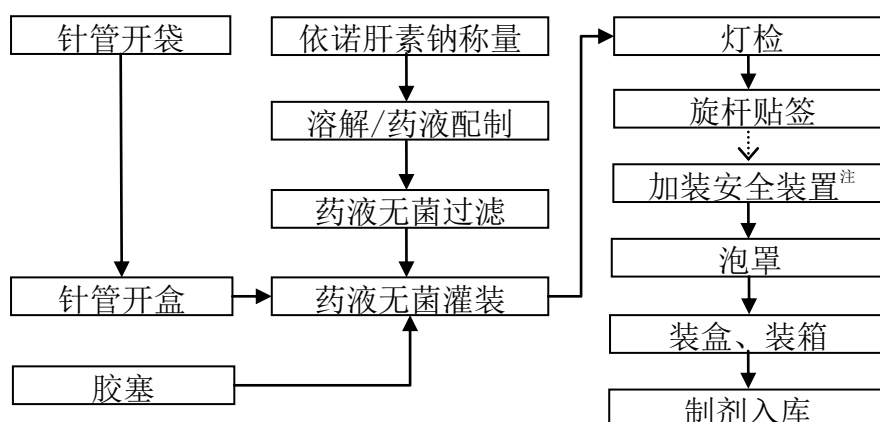 针管开袋
依诺肝素钠称量
灯检
溶解/药液配制
旋杆贴签
药液无菌过滤
加装安全装置注
泡罩
针管开盒
药液无菌灌装
装盒、装箱
胶塞
制剂入库